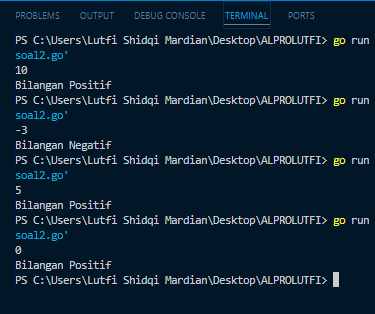 PROBLEMS OUTPUT DEBUG CONSOLE TERMINAL PORTS
PS C:\Users\Lutfi Shidqi Mardian\Desktop\ALPROLUTFI> go run
soal2.go'
10
Bilangan Positif
PS C:\Users\Lutfi Shidqi Mardian\Desktop\ALPROLUTFI> go run
soal2.go'
-3
Bilangan Negatif
PS C:\Users\Lutfi Shidqi Mardian\Desktop\ALPROLUTFI> go run
soal2.go'
5
Bilangan Positif
PS C:\Users\Lutfi Shidqi Mardian\Desktop\ALPROLUTFI> go run
soal2.go'
0
Bilangan Positif
PS C:\Users\Lutfi Shidqi Mardian\Desktop\ALPROLUTFI>